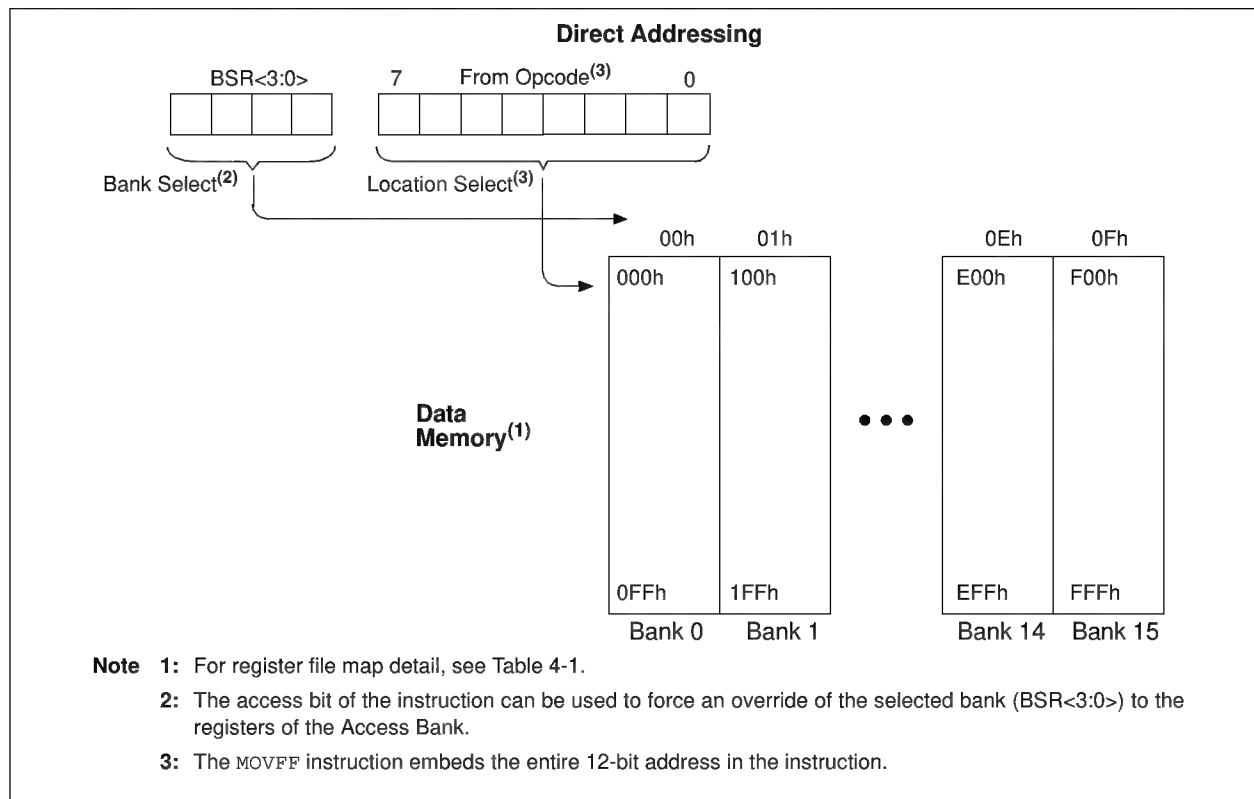 Direct Addressing
BSR<3:0>
7 From Opcode(3) 0
Bank Select(2) Location Select(3)
00h 01h 0Eh 0Fh
000h 100h E00h F00h
Data
Memory(1)
0FFh 1FFh EFFh FFFh
Bank 0 Bank 1 Bank 14 Bank 15
Note 1: For register file map detail, see Table 4-1.
2: The access bit of the instruction can be used to force an override of the selected bank (BSR<3:0>) to the
registers of the Access Bank.
3: The MOVFF instruction embeds the entire 12-bit address in the instruction.